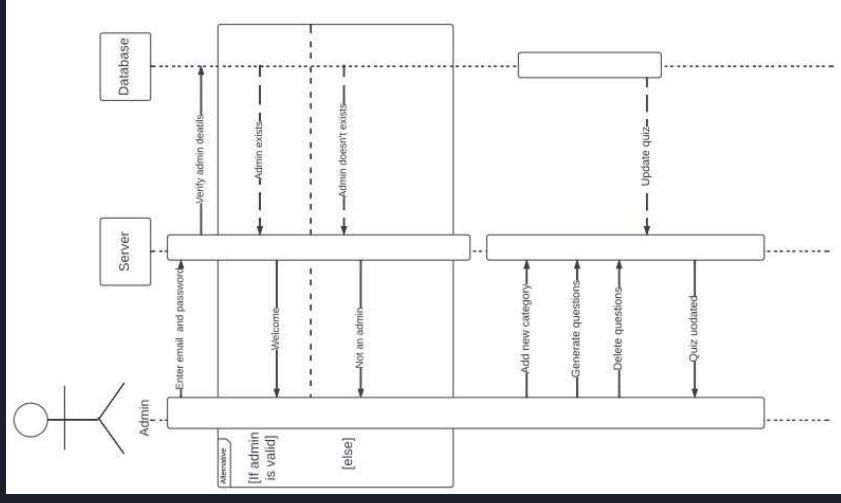 Admin
Server
Database
Enter email and password
Verify admin deatils
Alternative
[If admin
is valid]
Admin exists
Welcome
[else]
Admin doesn't exists
Not an admin
Add new category
Generate questions
Delete questions
Update quiz
Quiz uodated